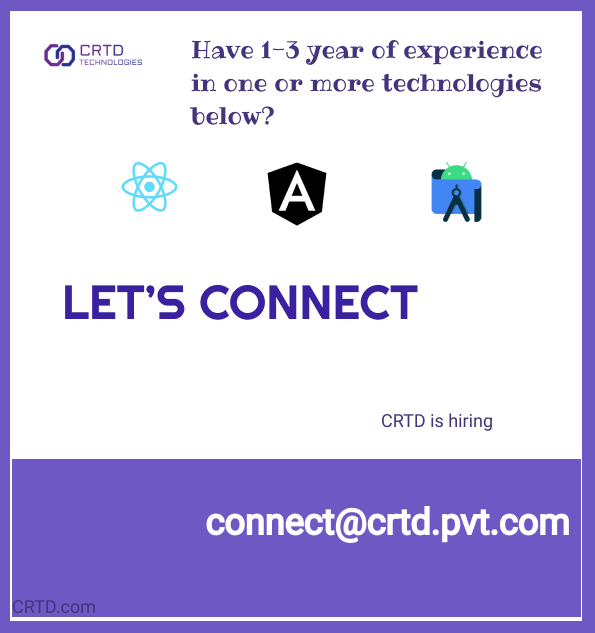 CRTD
TECHNOLOGIES
Have 1-3 year of experience
in one or more technologies
below?
LET'S CONNECT
CRTD is hiring
connect@crtd.pvt.com
CRTD.com